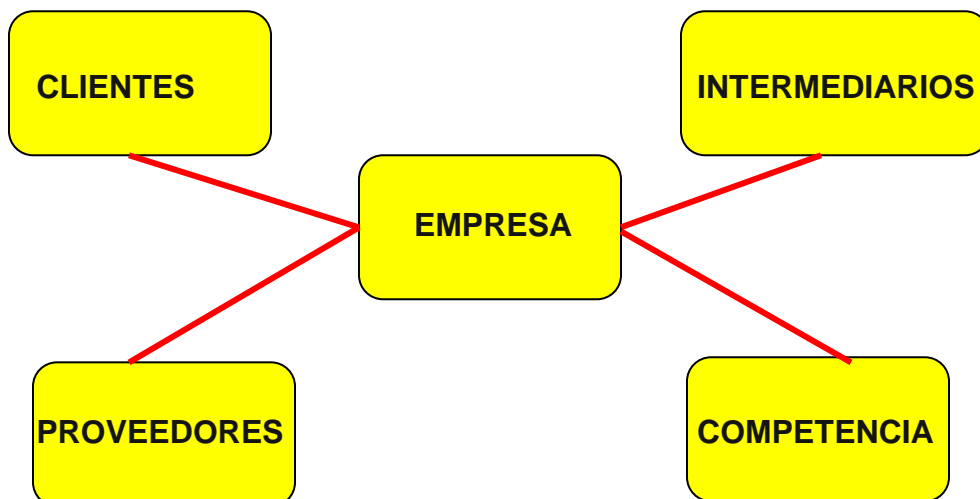 CLIENTES
INTERMEDIARIOS
EMPRESA
PROVEEDORES
COMPETENCIA